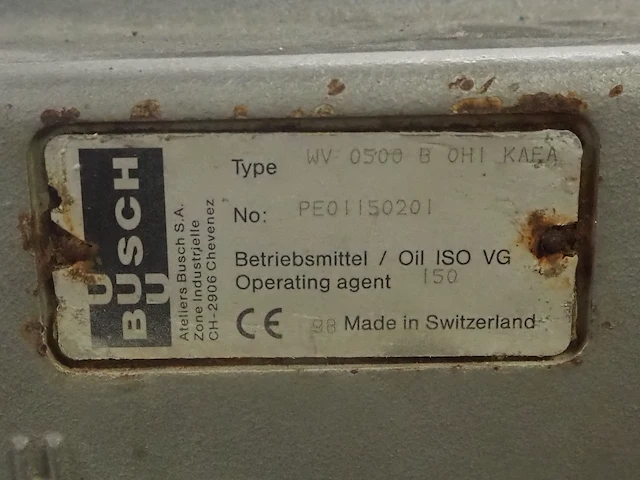 BUSCH
Ateliers Busch S.A.
Zone Industrielle
CH-2906 Chevenez
Type WV 0500 B OH1 KAEA
No: PE01150201
Betriebsmittel / Oil ISO VG
Operating agent 150
CE 98 Made in Switzerland